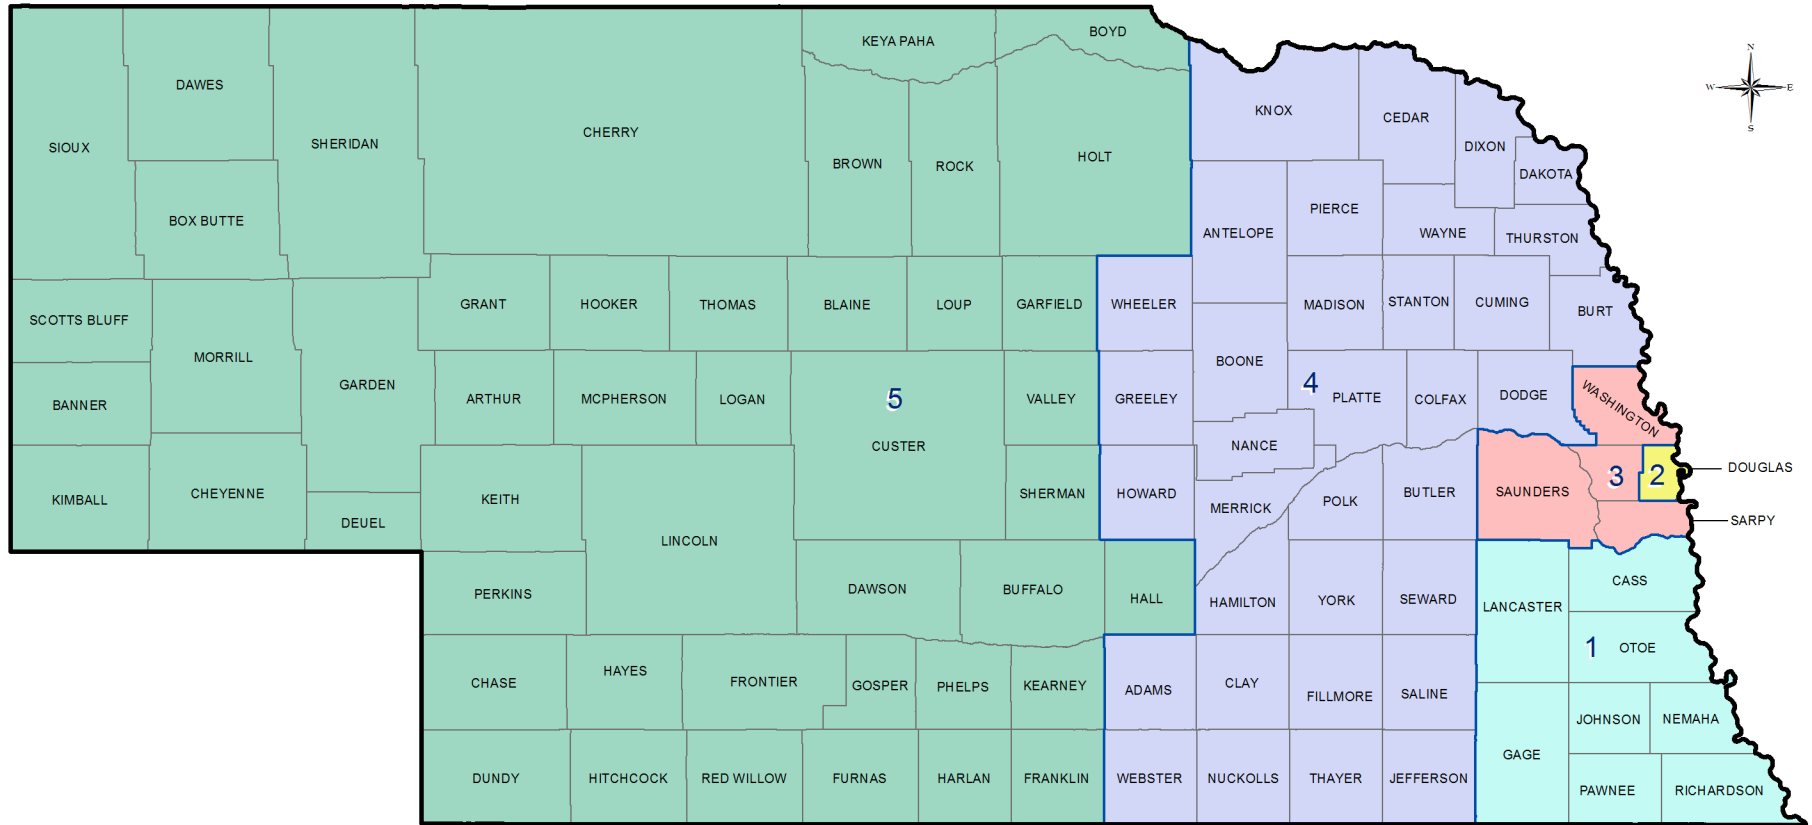 BOYD
KEYA PAHA
N
DAWES
W
E
KNOX
CEDAR
S
CHERRY
SHERIDAN
SIOUX
DIXON
HOLT
BROWN
ROCK
DAKOTA
PIERCE
BOX BUTTE
ANTELOPE
WAYNE
THURSTON
GRANT
HOOKER
THOMAS
BLAINE
LOUP
GARFIELD
WHEELER
MADISON
STANTON
CUMING
BURT
SCOTTS BLUFF
MORRILL
BOONE
GARDEN
4
PLATTE
DODGE
BANNER
ARTHUR
MCPHERSON
LOGAN
5
VALLEY
GREELEY
COLFAX
WASHINGTON
CUSTER
NANCE
DOUGLAS
3
2
KIMBALL
CHEYENNE
KEITH
SHERMAN
HOWARD
MERRICK
POLK
BUTLER
SAUNDERS
DEUEL
SARPY
LINCOLN
PERKINS
DAWSON
BUFFALO
HALL
HAMILTON
YORK
SEWARD
LANCASTER
CASS
1
OTOE
CHASE
HAYES
FRONTIER
GOSPER
PHELPS
KEARNEY
ADAMS
CLAY
FILLMORE
SALINE
JOHNSON
NEMAHA
GAGE
DUNDY
HITCHCOCK
RED WILLOW
FURNAS
HARLAN
FRANKLIN
WEBSTER
NUCKOLLS
THAYER
JEFFERSON
PAWNEE
RICHARDSON